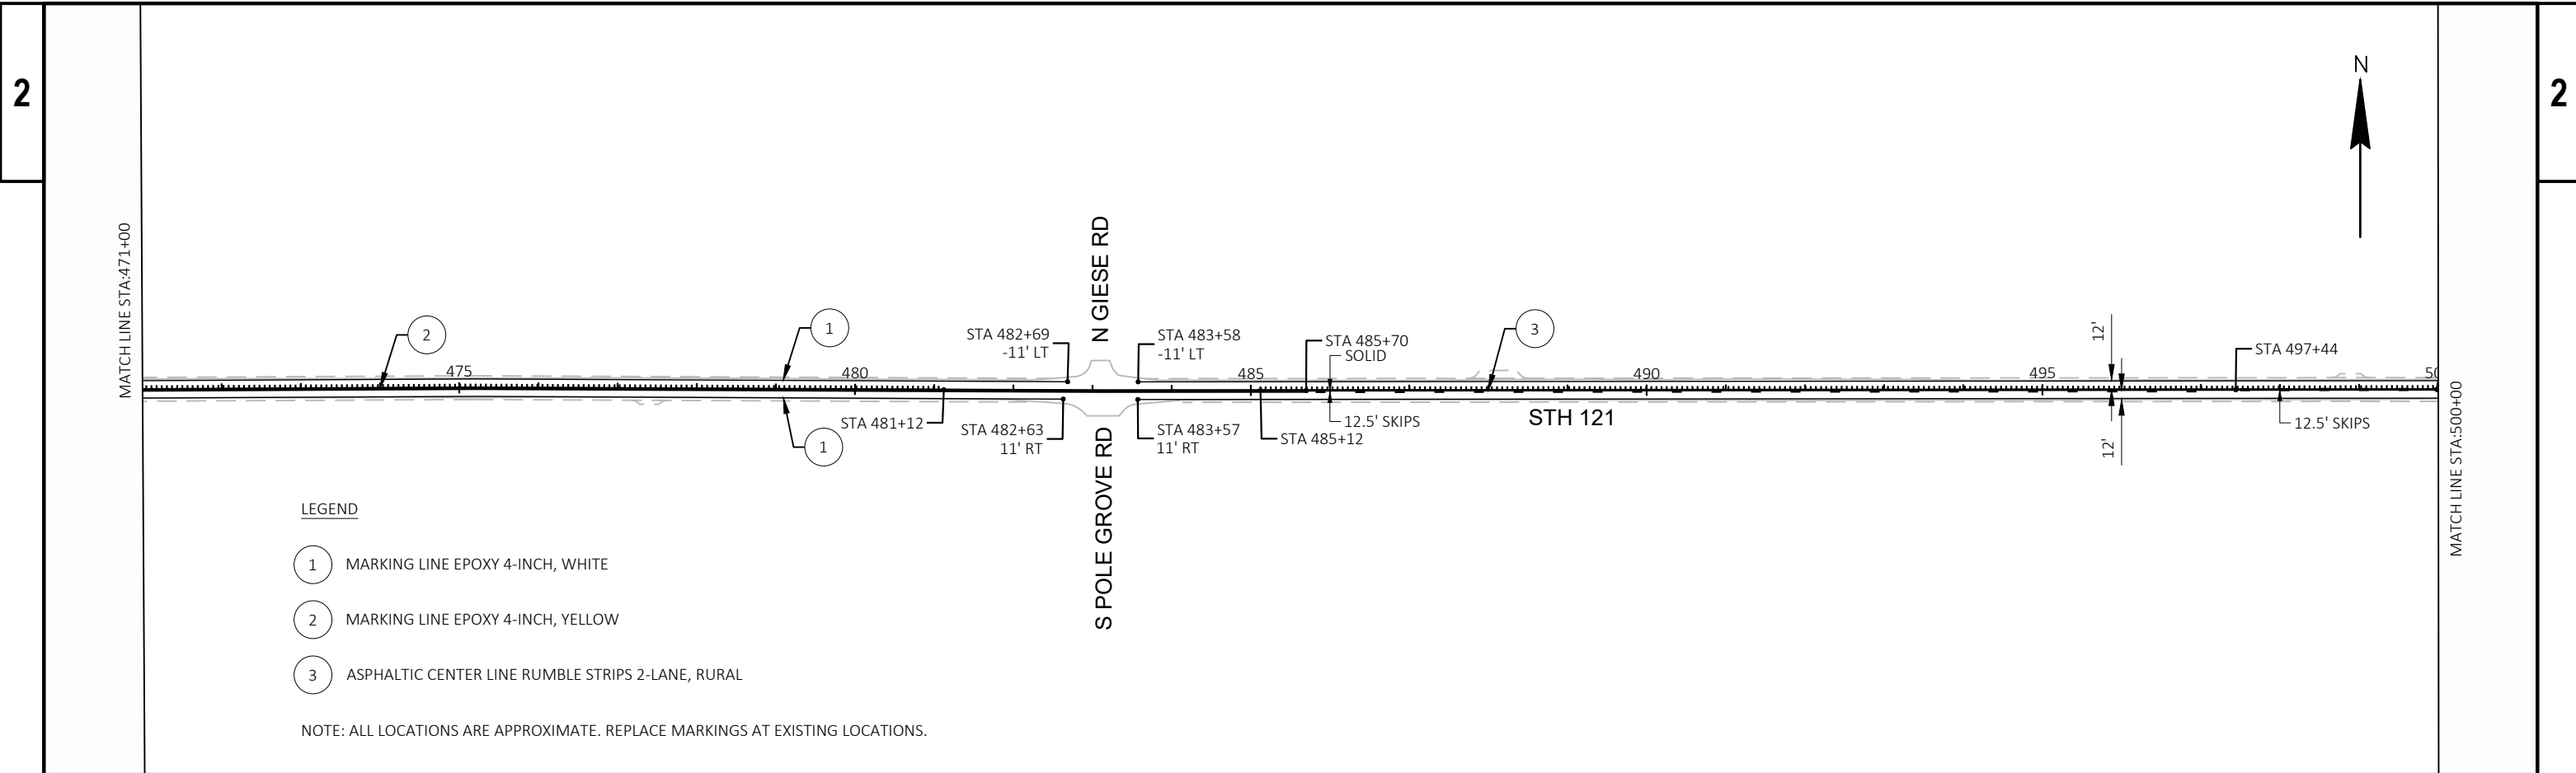 2
2
N
MATCH LINE STA:471+00
N GIESE RD
2
1
STA 482+69
-11' LT
STA 483+58
-11' LT
STA 485+70
SOLID
3
12'
STA 497+44
475
480
485
490
495
50
STA 481+12
1
STA 482+63
11' RT
STA 483+57
11' RT
12.5' SKIPS
STA 485+12
STH 121
12'
12.5' SKIPS
MATCH LINE STA:500+00
S POLE GROVE RD
LEGEND
1 MARKING LINE EPOXY 4-INCH, WHITE
2 MARKING LINE EPOXY 4-INCH, YELLOW
3 ASPHALTIC CENTER LINE RUMBLE STRIPS 2-LANE, RURAL
NOTE: ALL LOCATIONS ARE APPROXIMATE. REPLACE MARKINGS AT EXISTING LOCATIONS.